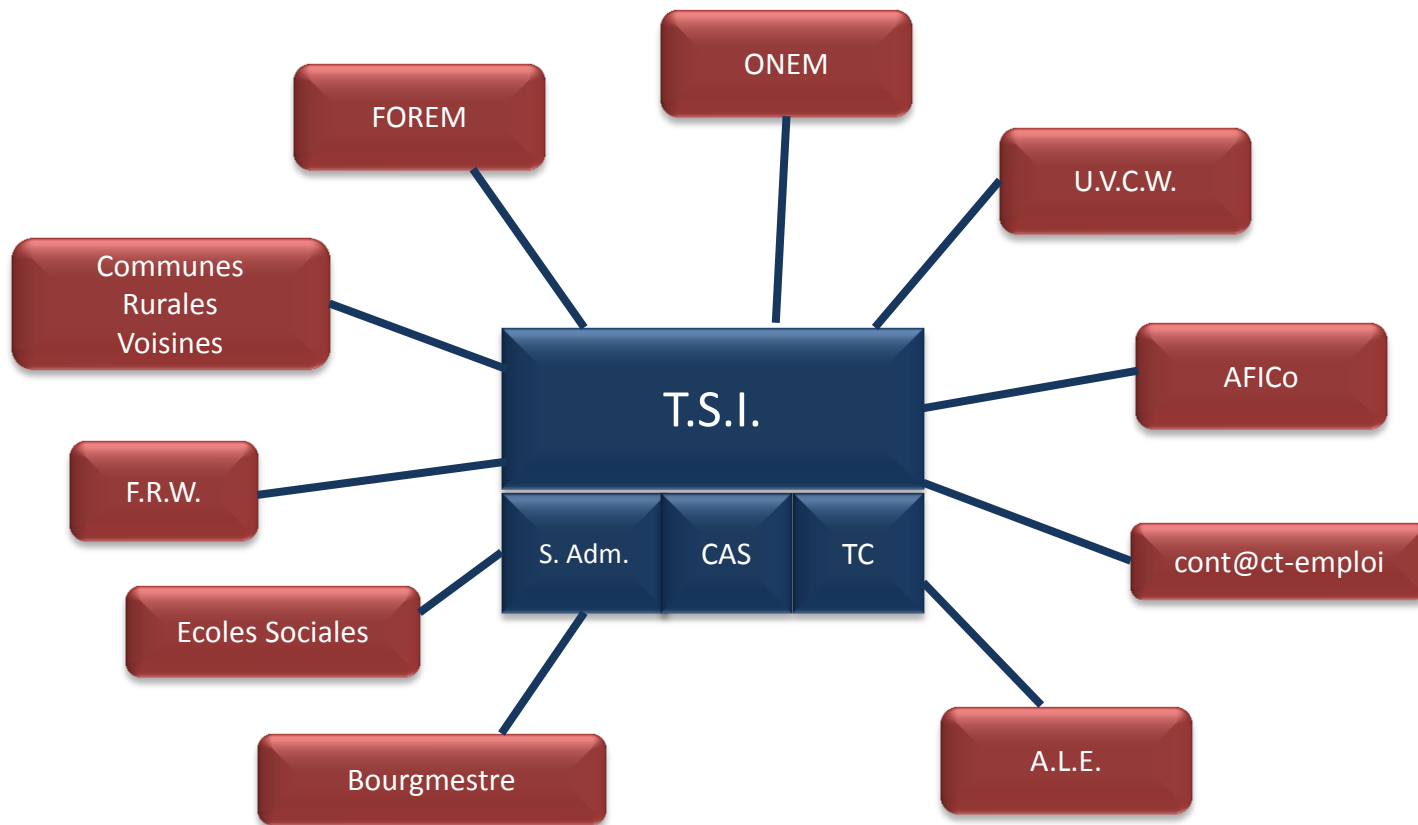 ONEM
FOREM
U.V.C.W.
Communes
Rurales
Voisines
AFICo
T.S.I.
F.R.W.
S. Adm.
CAS
TC
cont@ct-emploi
Ecoles Sociales
A.L.E.
Bourgmestre